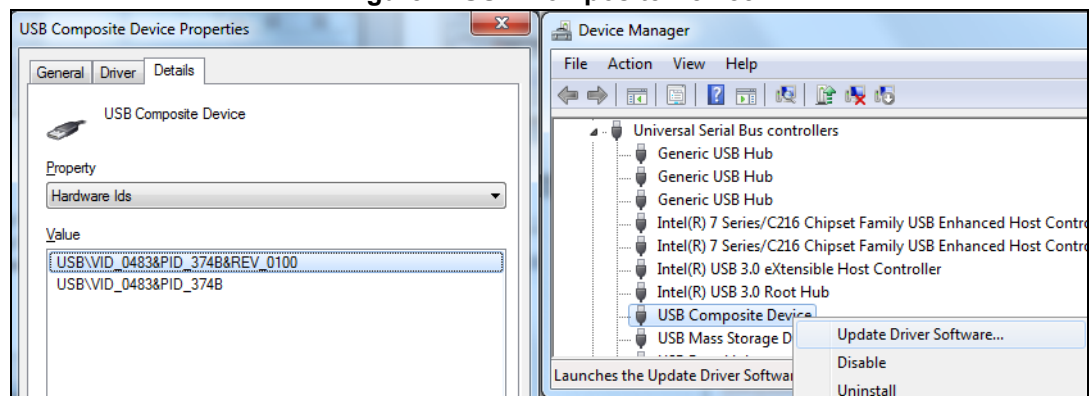 USB Composite Device Properties
General
Driver
Details
USB Composite Device
Property
Hardware Ids
Value
USB\VID_0483&PID_374B&REV_0100
USB\VID_0483&PID_374B
Device Manager
File Action View Help
Universal Serial Bus controllers
Generic USB Hub
Generic USB Hub
Generic USB Hub
Intel(R) 7 Series/C216 Chipset Family USB Enhanced Host Contr
Intel(R) 7 Series/C216 Chipset Family USB Enhanced Host Contr
Intel(R) USB 3.0 eXtensible Host Controller
Intel(R) USB 3.0 Root Hub
USB Composite Device
USB Mass Storage D
Launches the Update Driver Softwar
Update Driver Software...
Disable
Uninstall